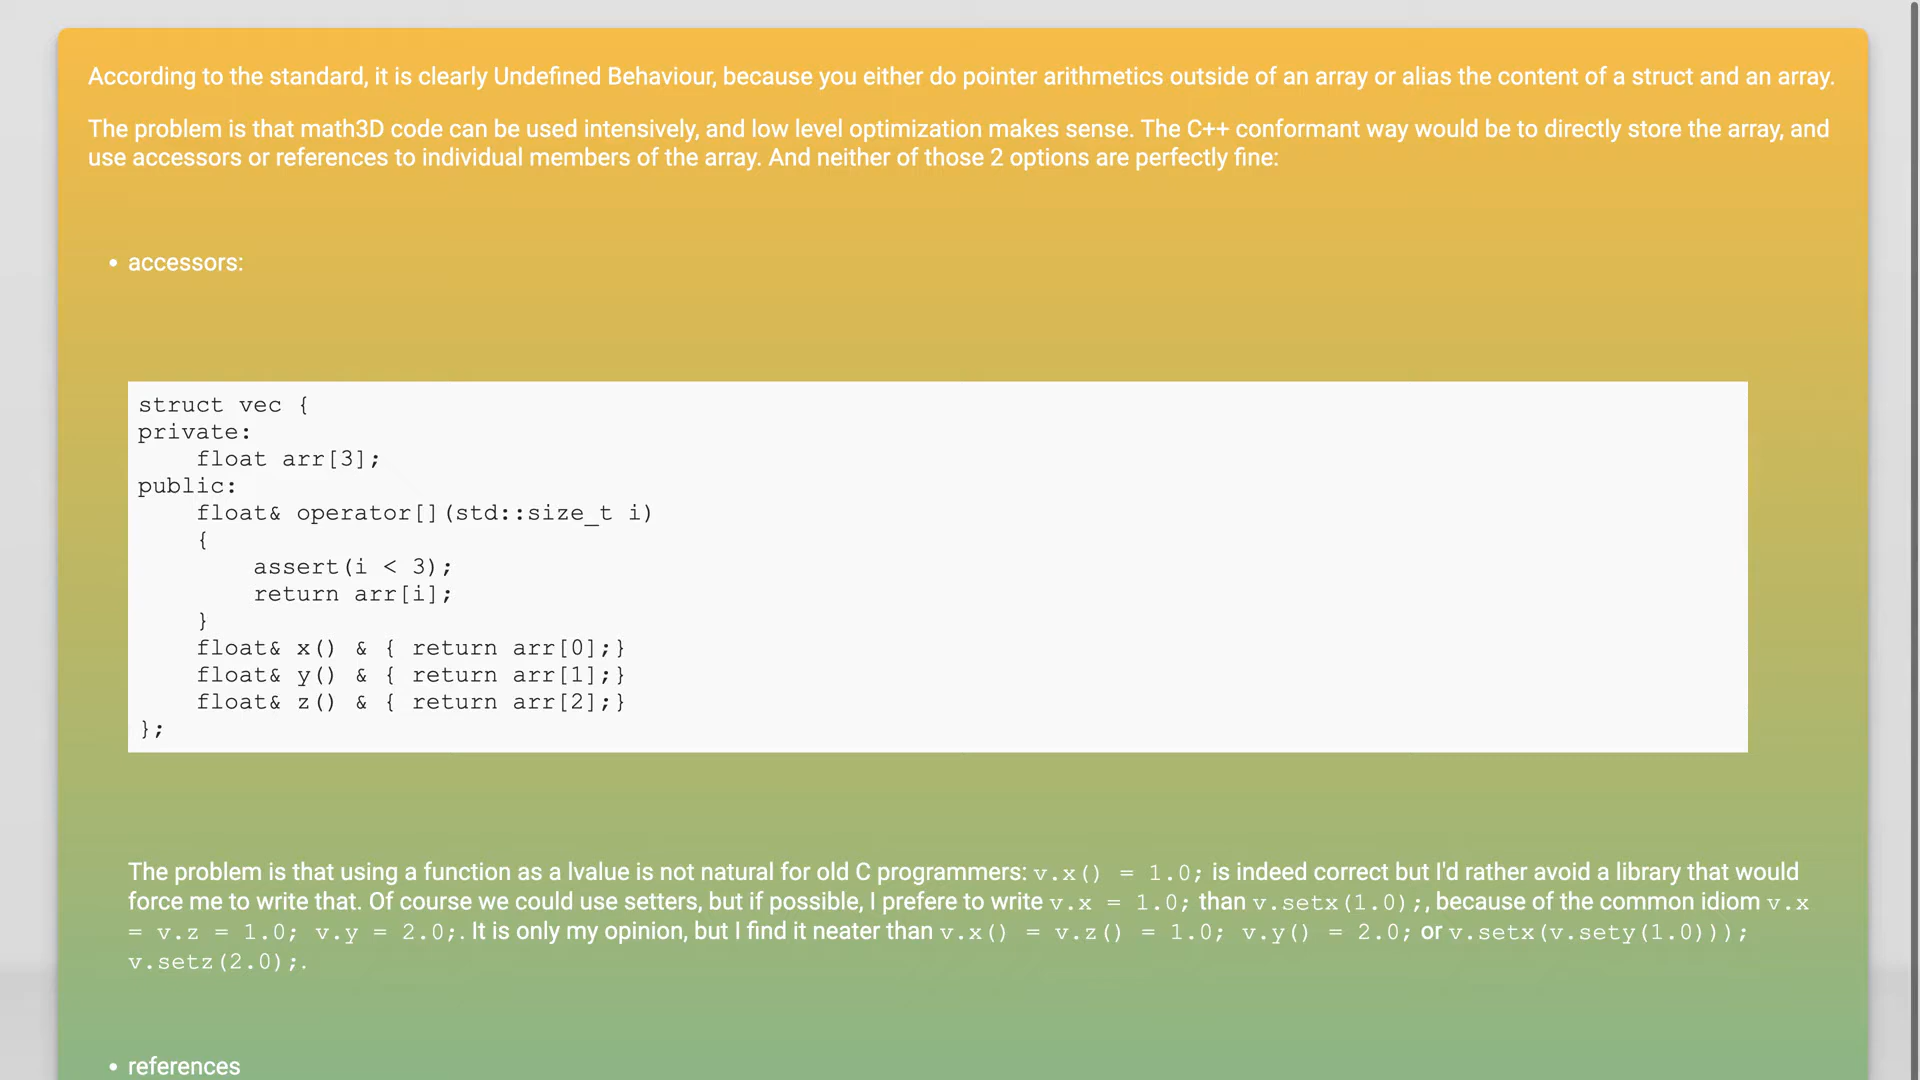 According to the standard, it is clearly Undefined Behaviour, because you either do pointer arithmetics outside of an array or alias the content of a struct and an array.
The problem is that math3D code can be used intensively, and low level optimization makes sense. The C++ conformant way would be to directly store the array, and
use accessors or references to individual members of the array. And neither of those 2 options are perfectly fine:
• accessors:
struct vec {
private:
    float arr[3];
public:
    float& operator[](std::size_t i)
    {
        assert(i < 3);
        return arr[i];
    }
    float& x() & { return arr[0];}
    float& y() & { return arr[1];}
    float& z() & { return arr[2];}
};
The problem is that using a function as a lvalue is not natural for old C programmers: v.x() = 1.0; is indeed correct but I'd rather avoid a library that would
force me to write that. Of course we could use setters, but if possible, I prefere to write v.x = 1.0; than v.setx(1.0);, because of the common idiom v.x
= v.z = 1.0; v.y = 2.0;. It is only my opinion, but I find it neater than v.x() = v.z() = 1.0; v.y() = 2.0; or v.setx(v.sety(1.0)));
v.setz(2.0);.
• references